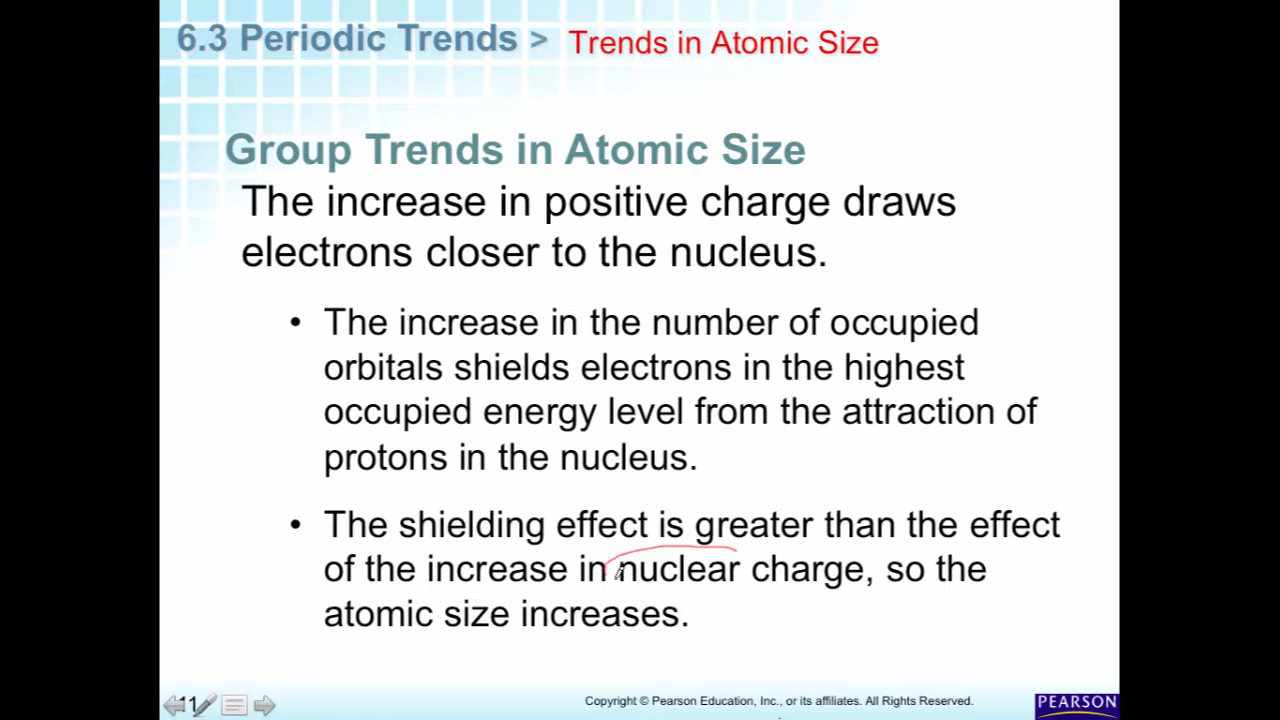 6.3 Periodic Trends > Trends in Atomic Size
Group Trends in Atomic Size
The increase in positive charge draws
electrons closer to the nucleus.
• The increase in the number of occupied
orbitals shields electrons in the highest
occupied energy level from the attraction of
protons in the nucleus.
• The shielding effect is greater than the effect
of the increase in nuclear charge, so the
atomic size increases.
11
Copyright © Pearson Education, Inc., or its affiliates. All Rights Reserved.
PEARSON